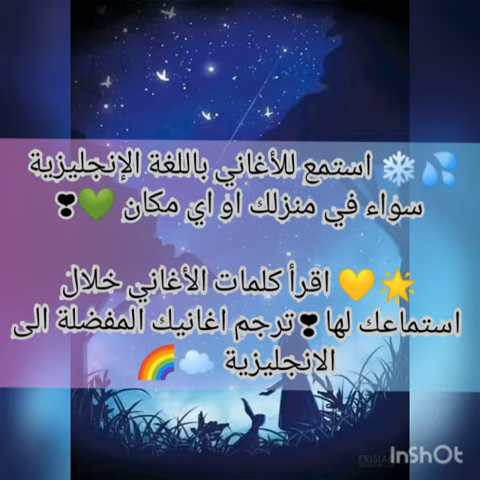 💦❄️ استمع للأغاني باللغة الإنجليزية
سواء في منزلك او اي مكان 💚❣
🌟💛 اقرأ كلمات الأغاني خلال
استماعك لها❣ترجم اغانيك المفضلة الى
الانجليزية ☁️🌈
InShOt